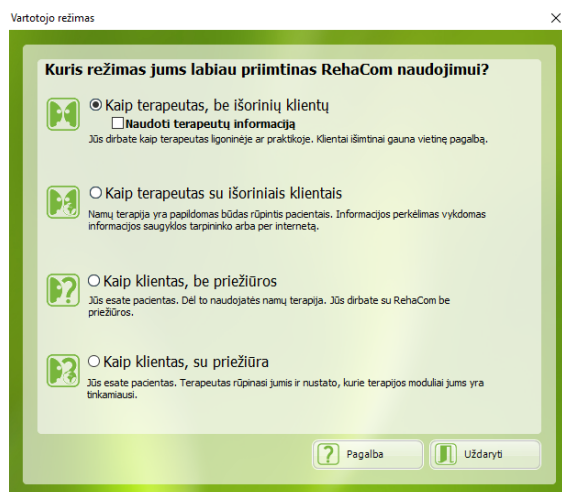 Vartotojo režimas
Kuris režimas jums labiau priimtinas RehaCom naudojimui?
Kaip terapeutas, be išorinių klientų
Naudoti terapeutų informaciją
Jūs dirbate kaip terapeutas ligoninėje ar praktikoje. Klientai išimtinai gauna vietinę pagalbą.
Kaip terapeutas su išoriniais klientais
Namų terapija yra papildomas būdas rūpintis pacientais. Informacijos perkėlimas vykdomas
informacijos saugyklos tarpininko arba per internetą.
Kaip klientas, be priežiūros
Jūs esate pacientas. Dėl to naudojatės namų terapija. Jūs dirbate su RehaCom be
priežiūros.
Kaip klientas, su priežiūra
Jūs esate pacientas. Terapeutas rūpinasi jumis ir nustato, kurie terapijos moduliai jums yra
tinkamiausi.
Pagalba
Uždaryti